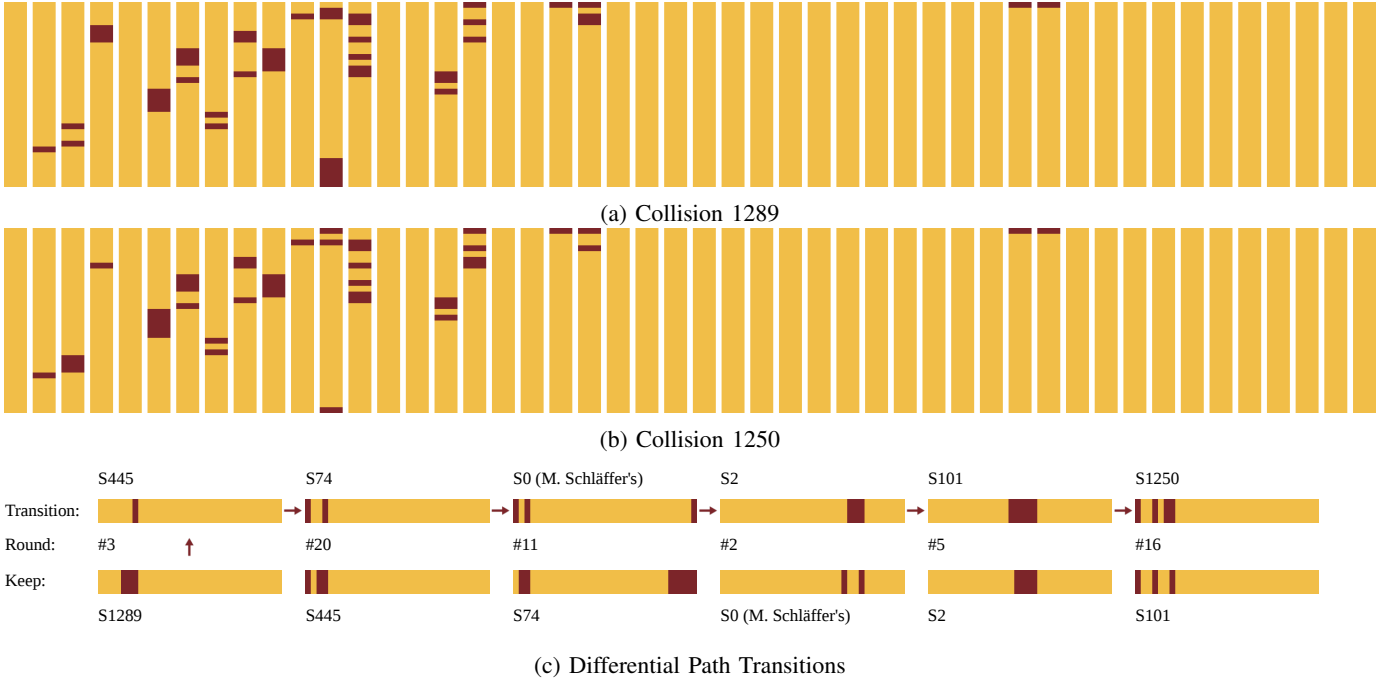 (a) Collision 1289
(b) Collision 1250
S445 S74 S0 (M. Schläffer's) S2 S101 S1250
Transition:
Round: #3 #20 #11 #2 #5 #16
Keep:
S1289 S445 S74 S0 (M. Schläffer's) S2 S101
(c) Differential Path Transitions